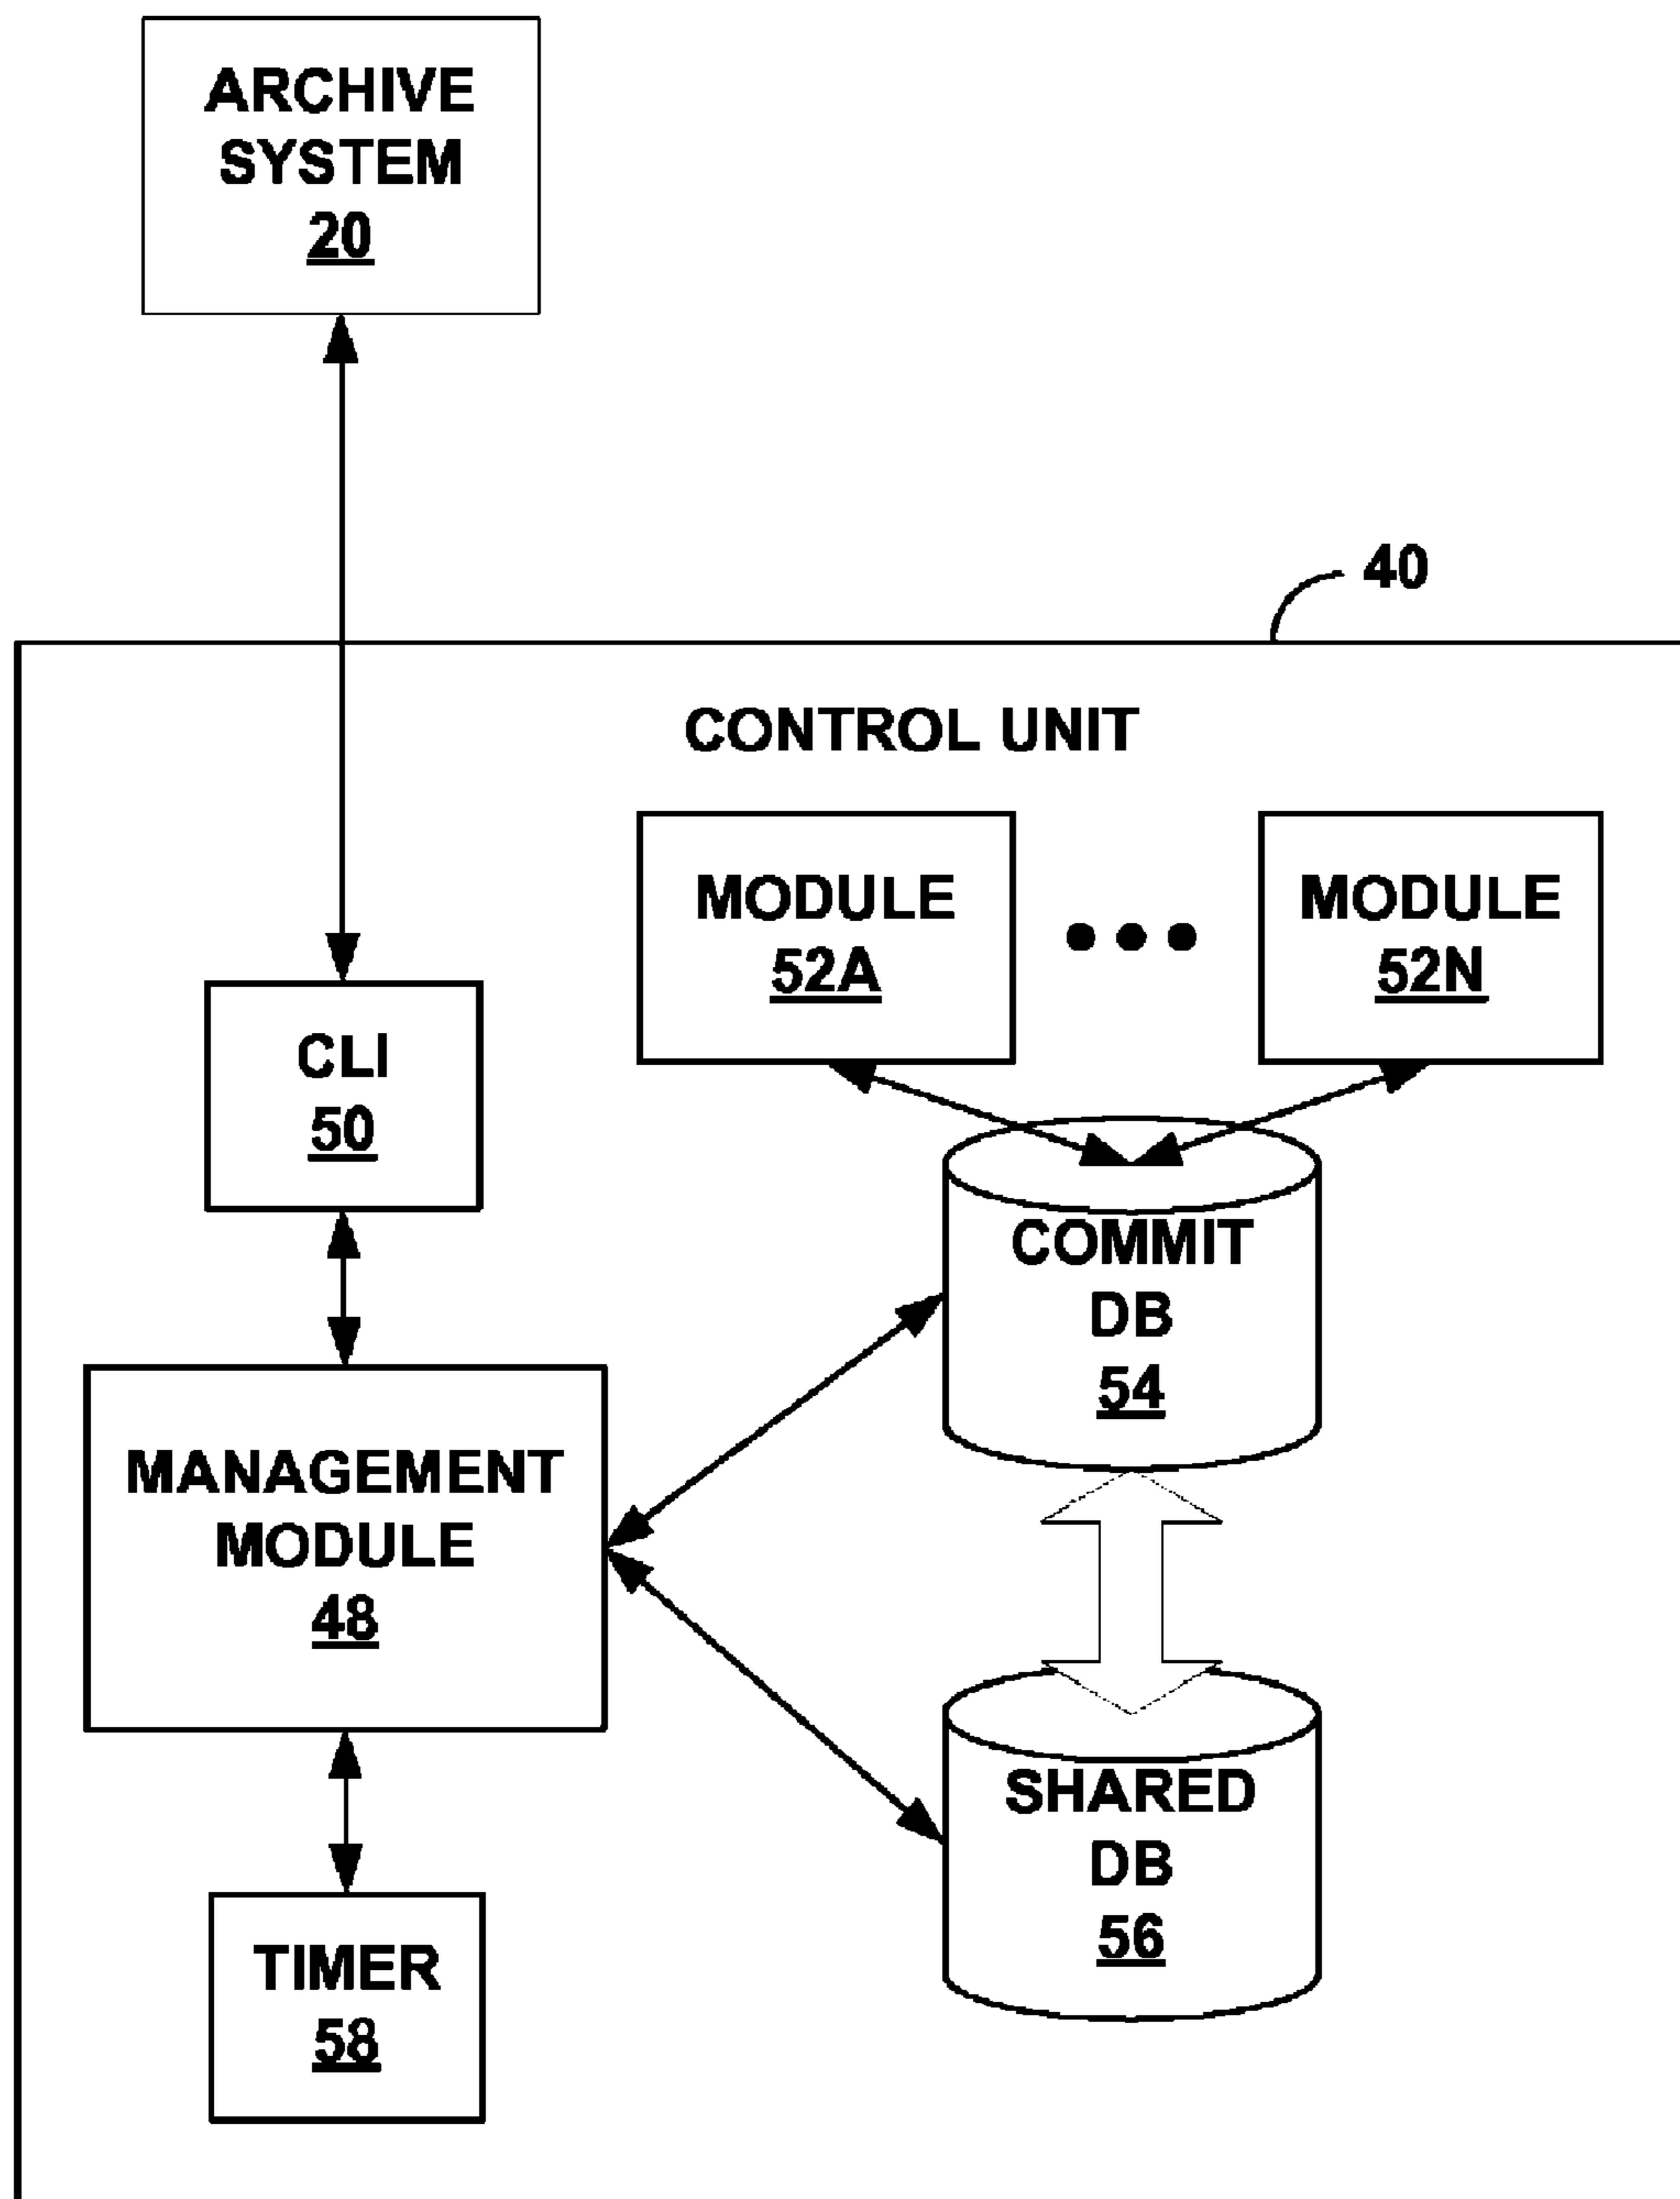 ARCHIVE
SYSTEM
20
40
CONTROL UNIT
MODULE
52A
MODULE
52N
CLI
50
COMMIT
DB
54
MANAGEMENT
MODULE
48
SHARED
DB
56
TIMER
58